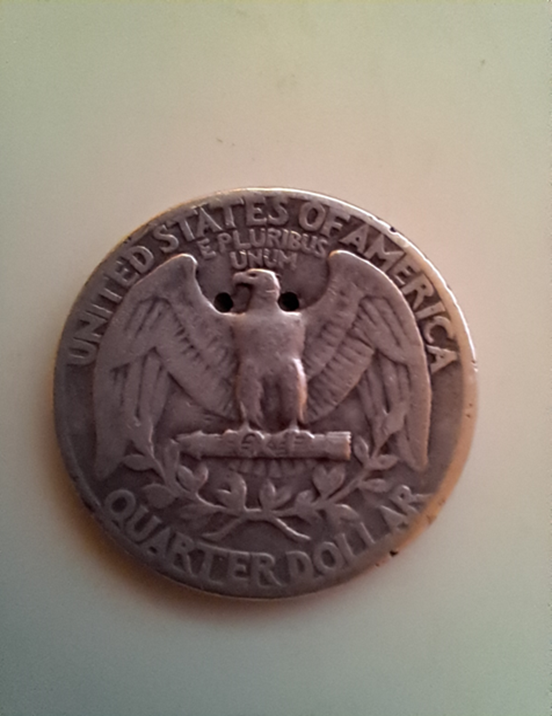 UNITED STATES OF AMERICA
E PLURIBUS
UNUM
QUARTER DOLLAR